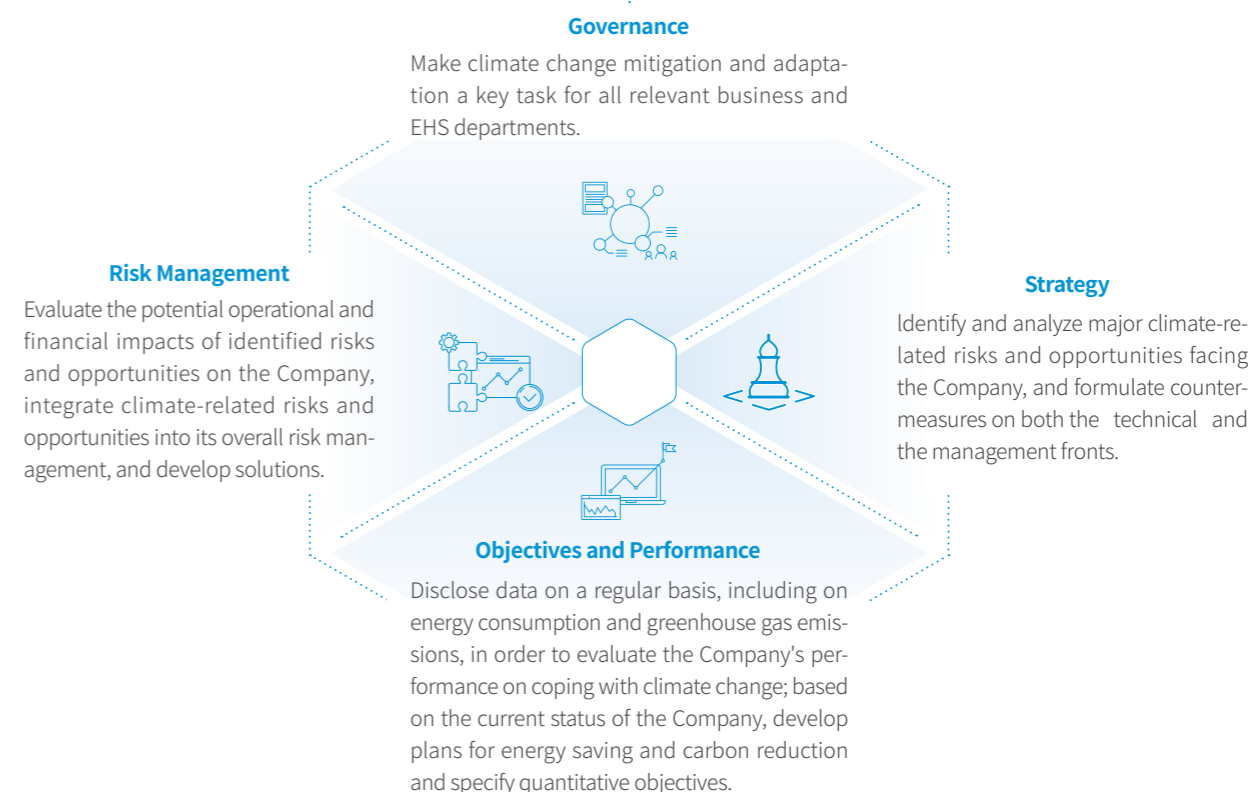 Governance
Make climate change mitigation and adapta-
tion a key task for all relevant business and
EHS departments.
Risk Management
Evaluate the potential operational and
financial impacts of identified risks
and opportunities on the Company,
integrate climate-related risks and
opportunities into its overall risk man-
agement, and develop solutions.
Strategy
Identify and analyze major climate-re-
lated risks and opportunities facing
the Company, and formulate counter-
measures on both the technical and
the management fronts.
Objectives and Performance
Disclose data on a regular basis, including on
energy consumption and greenhouse gas emis-
sions, in order to evaluate the Company's per-
formance on coping with climate change; based
on the current status of the Company, develop
plans for energy saving and carbon reduction
and specify quantitative objectives.